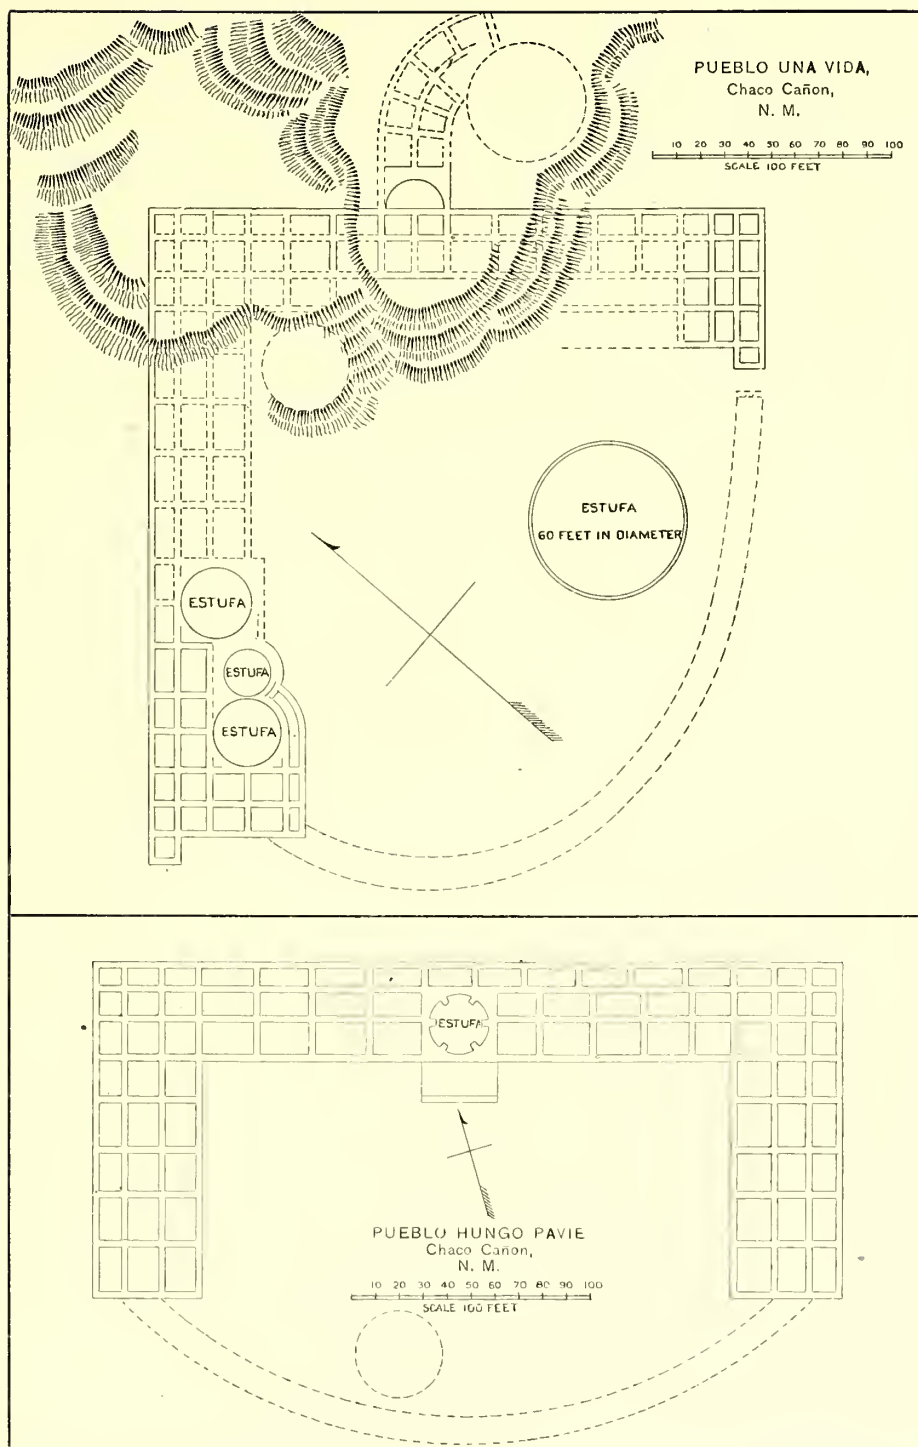 PUEBLO UNA VIDA,
Chaco Cañon,
N. M.
10 20 30 40 50 60 70 80 90 100
SCALE 100 FEET
ESTUFA
60 FEET IN DIAMETER
ESTUFA
ESTUFA
ESTUFA
ESTUFA
PUEBLO HUNGO PAVIE
Chaco Cañon,
N. M.
10 20 30 40 50 60 70 80 90 100
SCALE 100 FEET